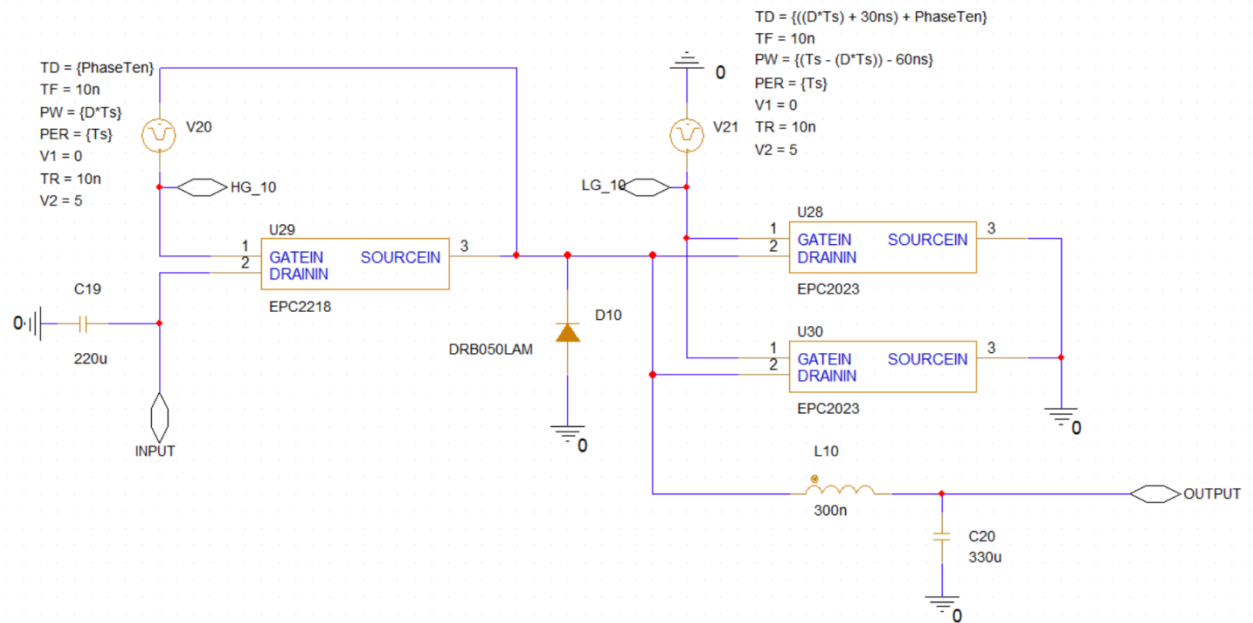 TD = {((D*Ts) + 30ns) + PhaseTen}
TF = 10n
PW = {(Ts - (D*Ts)) - 60ns}
PER = {Ts}
V1 = 0
TR = 10n
V2 = 5
0
V21
TD = {PhaseTen}
TF = 10n
PW = {D*Ts}
PER = {Ts}
V1 = 0
TR = 10n
V2 = 5
V20
HG_10
LG_10
U29
1
2
GATEIN
DRAININ
SOURCEIN
3
EPC2218
U28
1
2
GATEIN
DRAININ
SOURCEIN
3
EPC2023
C19
0
220u
INPUT
D10
DRB050LAM
0
U30
1
2
GATEIN
DRAININ
SOURCEIN
3
EPC2023
0
L10
300n
OUTPUT
C20
330u
0